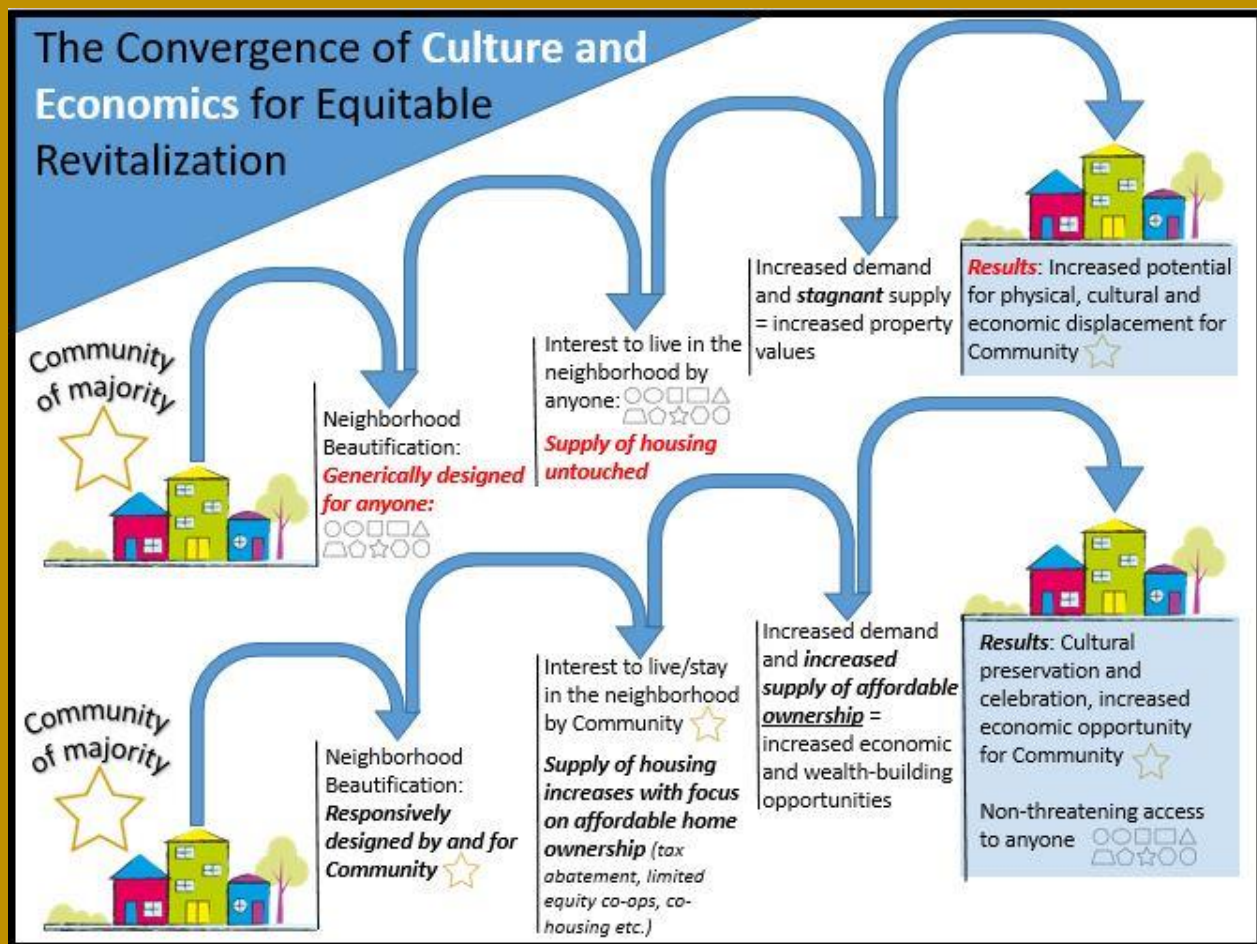 The Convergence of Culture and
Economics for Equitable
Revitalization
Community
of majority
Neighborhood
Beautification:
Generically designed
for anyone:
Interest to live in the
neighborhood by
anyone:
Supply of housing
untouched
Increased demand
and stagnant supply
= increased property
values
Results: Increased potential
for physical, cultural and
economic displacement for
Community
Community
of majority
Neighborhood
Beautification:
Responsively
designed by and for
Community
Interest to live/stay
in the neighborhood
by Community
Supply of housing
increases with focus
on affordable home
ownership (tax
abatement, limited
equity co-ops, co-
housing etc.)
Increased demand
and increased
supply of affordable
ownership =
increased economic
and wealth-building
opportunities
Results: Cultural
preservation and
celebration, increased
economic opportunity
for Community
Non-threatening access
to anyone